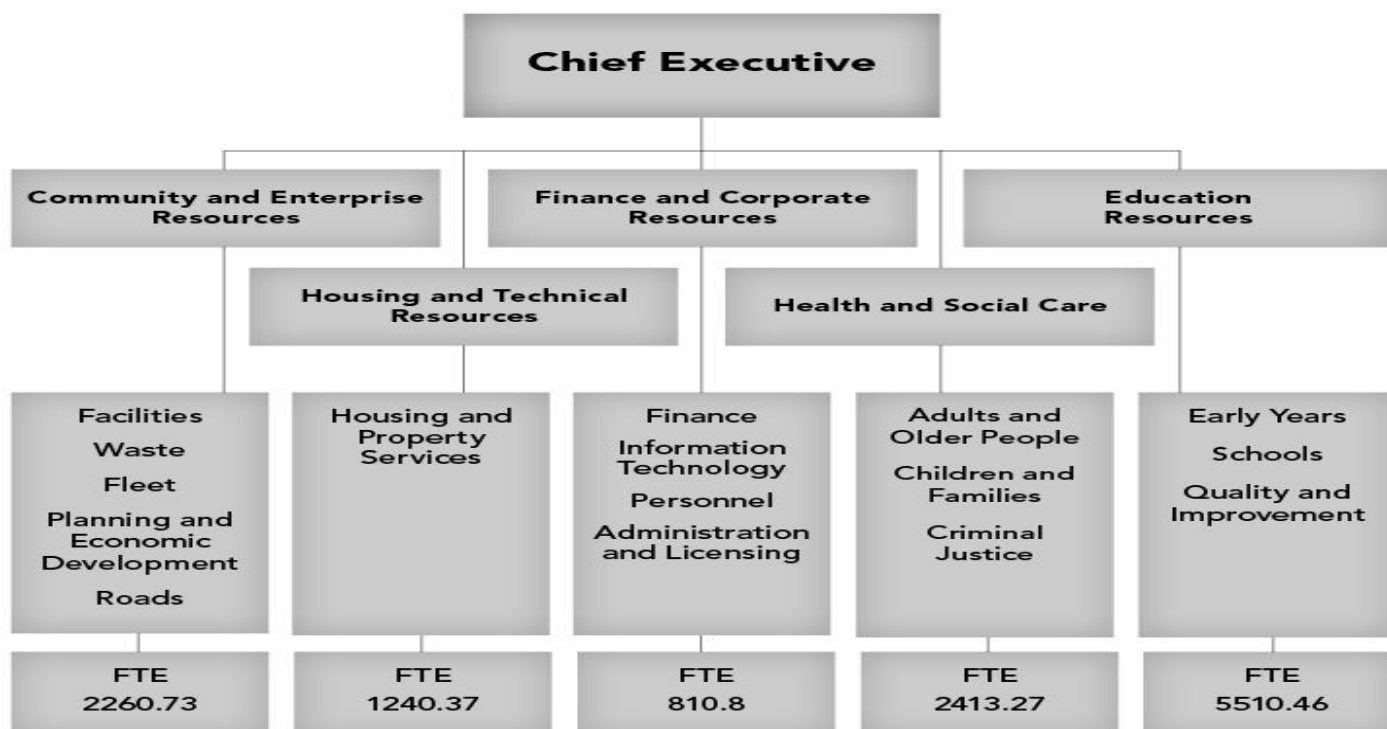 Chief Executive
Community and Enterprise
Resources
Finance and Corporate
Resources
Education
Resources
Housing and Technical
Resources
Health and Social Care
Facilities
Waste
Fleet
Planning and
Economic
Development
Roads
Housing and
Property
Services
Finance
Information
Technology
Personnel
Administration
and Licensing
Adults and
Older People
Children and
Families
Criminal
Justice
Early Years
Schools
Quality and
Improvement
FTE
2260.73
FTE
1240.37
FTE
810.8
FTE
2413.27
FTE
5510.46